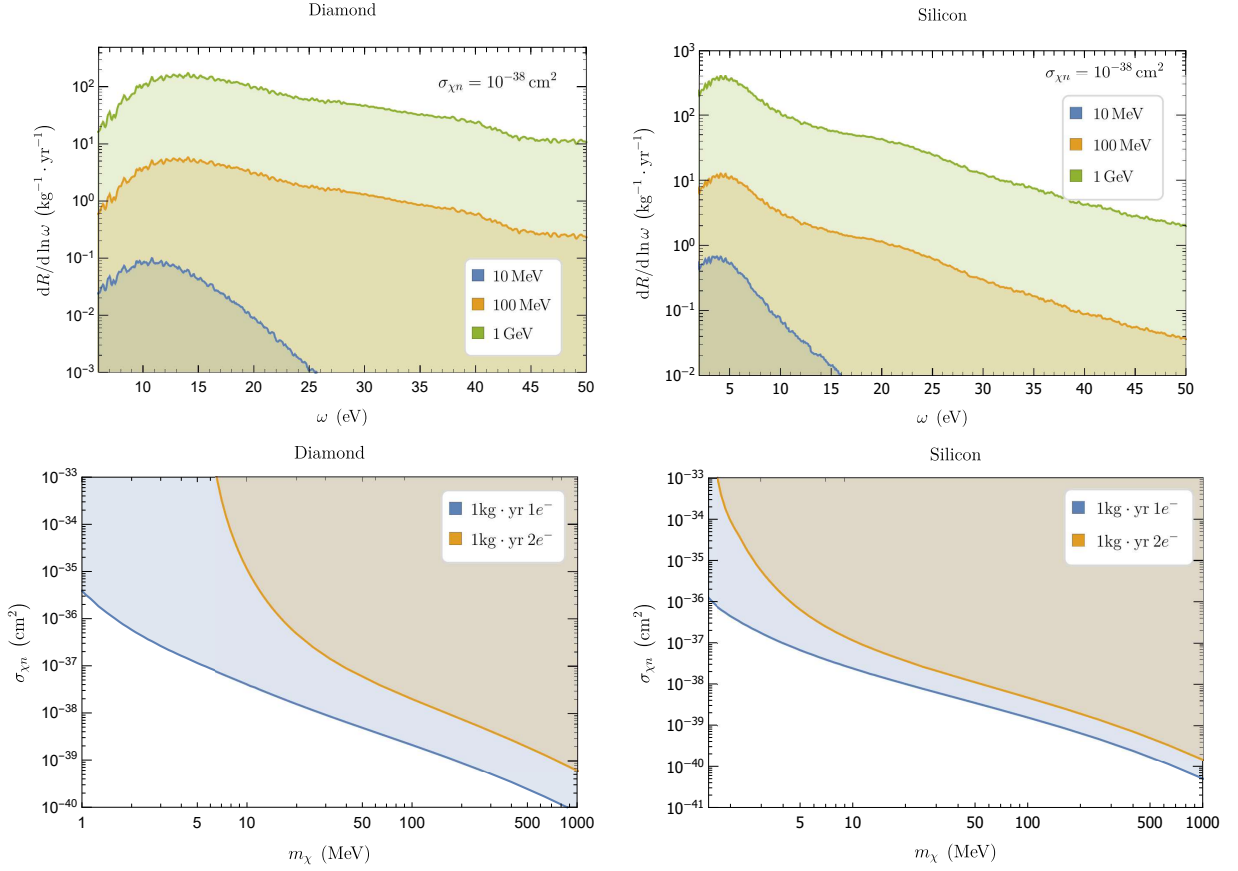 Diamond
dR/d ln ω (kg⁻¹ · yr⁻¹)
10²
10¹
10⁰
10⁻¹
10⁻²
10⁻³
σχn = 10⁻³⁸ cm²
10 MeV
100 MeV
1 GeV
10 15 20 25 30 35 40 45 50
ω (eV)
Silicon
dR/d ln ω (kg⁻¹ · yr⁻¹)
10³
10²
10¹
10⁰
10⁻¹
10⁻²
σχn = 10⁻³⁸ cm²
10 MeV
100 MeV
1 GeV
5 10 15 20 25 30 35 40 45 50
ω (eV)
Diamond
σχn (cm²)
10⁻³³
10⁻³⁴
10⁻³⁵
10⁻³⁶
10⁻³⁷
10⁻³⁸
10⁻³⁹
10⁻⁴⁰
1kg · yr 1e⁻
1kg · yr 2e⁻
1 5 10 50 100 500 1000
mχ (MeV)
Silicon
σχn (cm²)
10⁻³³
10⁻³⁴
10⁻³⁵
10⁻³⁶
10⁻³⁷
10⁻³⁸
10⁻³⁹
10⁻⁴⁰
10⁻⁴¹
1kg · yr 1e⁻
1kg · yr 2e⁻
5 10 50 100 500 1000
mχ (MeV)